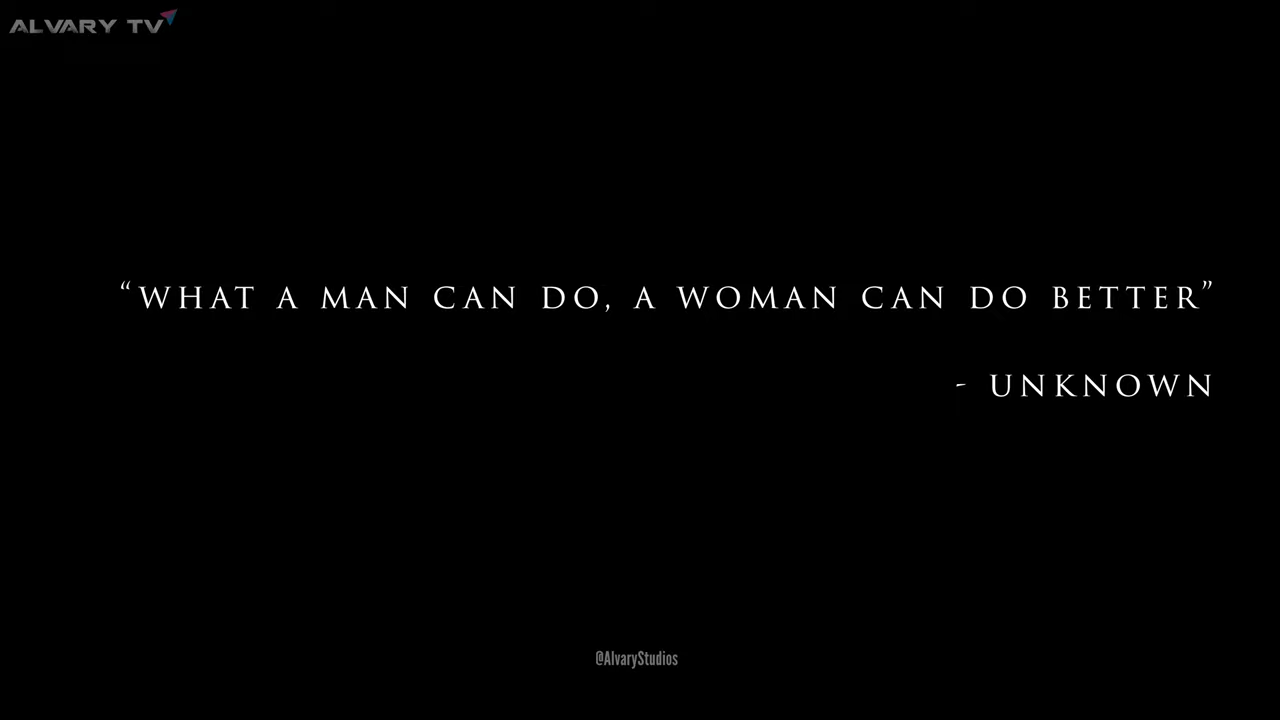 ALVARY TV
“WHAT A MAN CAN DO, A WOMAN CAN DO BETTER”
- UNKNOWN
@AlvaryStudios